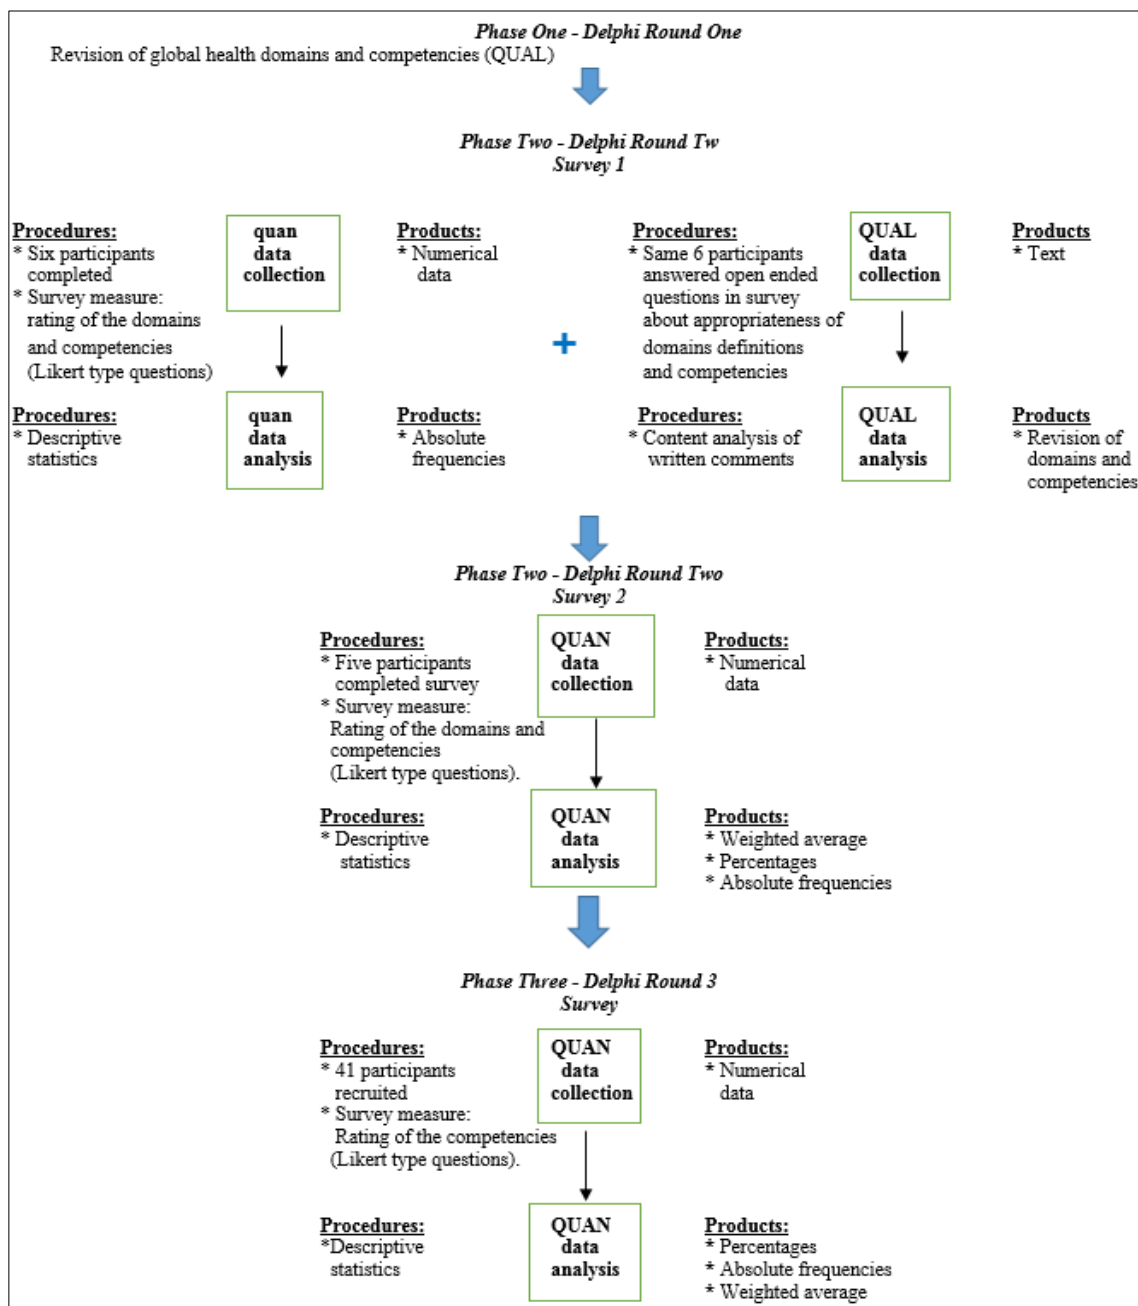 Phase One - Delphi Round One
Revision of global health domains and competencies (QUAL)
Phase Two - Delphi Round Tw
Survey 1
Procedures:
* Six participants
completed
* Survey measure:
rating of the domains
and competencies
(Likert type questions)
quan
data
collection
Products:
* Numerical
data
+
Procedures:
* Same 6 participants
answered open ended
questions in survey
about appropriateness of
domains definitions
and competencies
QUAL
data
collection
Products
* Text
Procedures:
* Descriptive
statistics
quan
data
analysis
Products:
* Absolute
frequencies
Procedures:
* Content analysis of
written comments
QUAL
data
analysis
Products
* Revision of
domains and
competencies
Phase Two - Delphi Round Two
Survey 2
Procedures:
* Five participants
completed survey
* Survey measure:
Rating of the domains and
competencies
(Likert type questions).
QUAN
data
collection
Products:
* Numerical
data
Procedures:
* Descriptive
statistics
QUAN
data
analysis
Products:
* Weighted average
* Percentages
* Absolute frequencies
Phase Three - Delphi Round 3
Survey
Procedures:
* 41 participants
recruited
* Survey measure:
Rating of the competencies
(Likert type questions).
QUAN
data
collection
Products:
* Numerical
data
Procedures:
*Descriptive
statistics
QUAN
data
analysis
Products:
* Percentages
* Absolute frequencies
* Weighted average